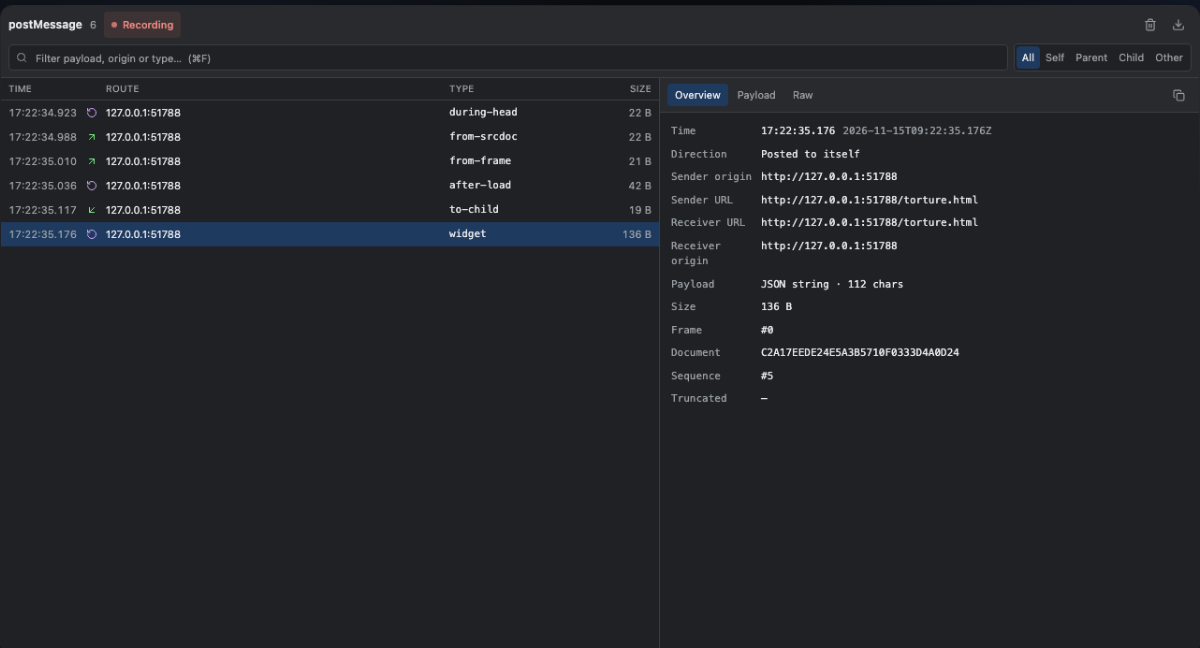 postMessage 6 Recording
Filter payload, origin or type... (⌘F) All Self Parent Child Other
TIME ROUTE TYPE SIZE
17:22:34.923 127.0.0.1:51788 during-head 22 B
17:22:34.988 127.0.0.1:51788 from-srcdoc 22 B
17:22:35.010 127.0.0.1:51788 from-frame 21 B
17:22:35.036 127.0.0.1:51788 after-load 42 B
17:22:35.117 127.0.0.1:51788 to-child 19 B
17:22:35.176 127.0.0.1:51788 widget 136 B
Overview Payload Raw
Time 17:22:35.176 2026-11-15T09:22:35.176Z
Direction Posted to itself
Sender origin http://127.0.0.1:51788
Sender URL http://127.0.0.1:51788/torture.html
Receiver URL http://127.0.0.1:51788/torture.html
Receiver http://127.0.0.1:51788
origin
Payload JSON string · 112 chars
Size 136 B
Frame #0
Document C2A17EEDE24E5A3B5710F0333D4A0D24
Sequence #5
Truncated —